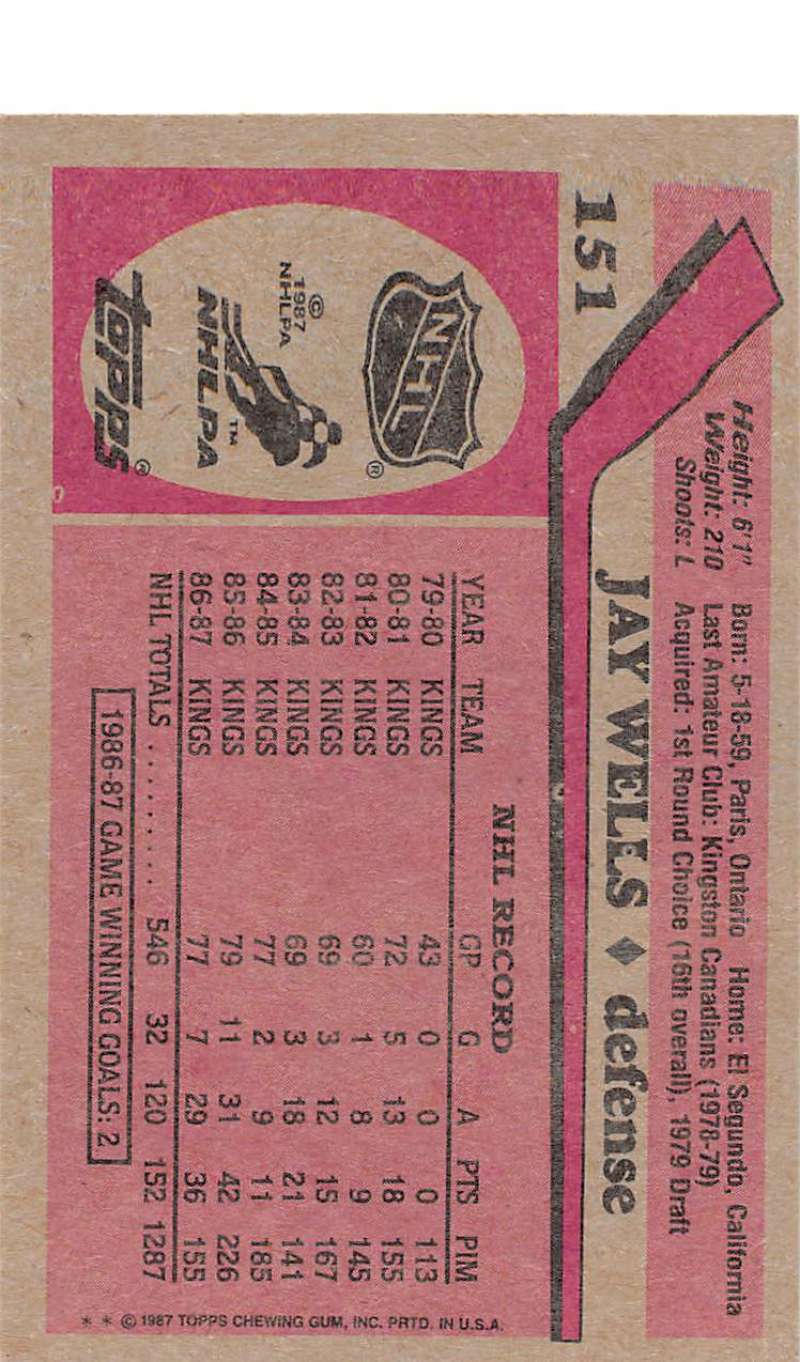 Height: 6'1" Born: 5-18-59, Paris, Ontario Home: El Segundo, California
Weight: 210 Last Amateur Club: Kingston Canadians (1978-79)
Shoots: L Acquired: 1st Round Choice (16th overall), 1979 Draft
151 JAY WELLS ♦ defense
NHL ®
© 1987 NHLPA
NHLPA ™
TOPPS ®
NHL RECORD
YEAR TEAM GP G A PTS PIM
79-80 KINGS 43 0 0 0 113
80-81 KINGS 72 5 13 18 155
81-82 KINGS 60 1 8 9 145
82-83 KINGS 69 3 12 15 167
83-84 KINGS 69 3 18 21 141
84-85 KINGS 77 2 9 11 185
85-86 KINGS 79 11 31 42 226
86-87 KINGS 77 7 29 36 155
NHL TOTALS .......... 546 32 120 152 1287
1986-87 GAME WINNING GOALS: 2
* * © 1987 TOPPS CHEWING GUM, INC. PRTD. IN U.S.A.